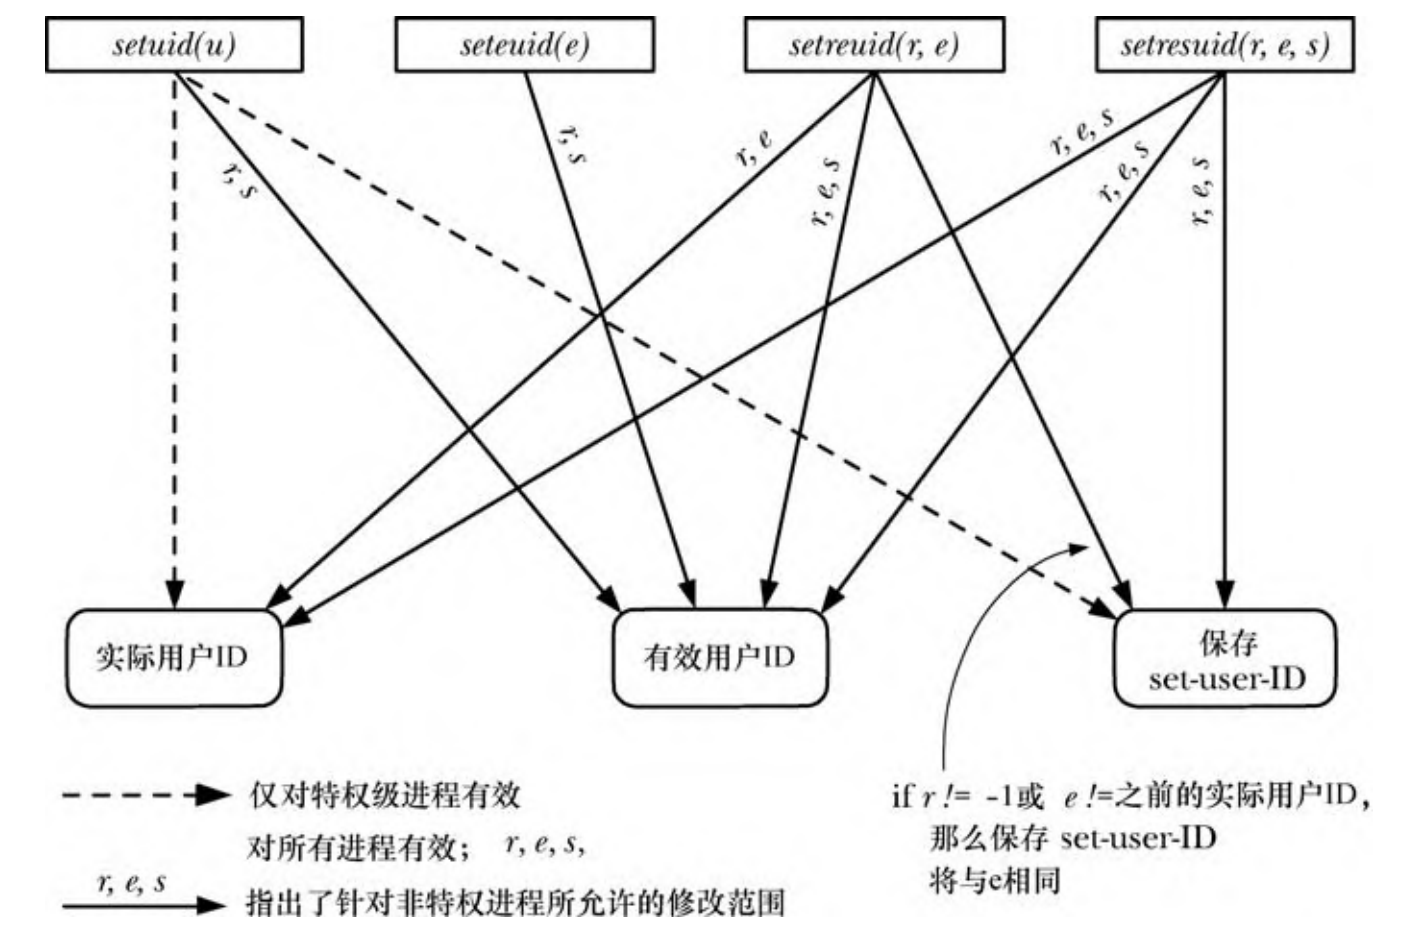 setuid(u)
seteuid(e)
setreuid(r, e)
setresuid(r, e, s)
r, s
r, s
r, e
r, e, s
r, e, s
r, e, s
r, e, s
实际用户ID
有效用户ID
保存
set-user-ID
仅对特权级进程有效
对所有进程有效； r, e, s,
r, e, s
指出了针对非特权进程所允许的修改范围
if r != -1或 e !=之前的实际用户ID，
那么保存 set-user-ID
将与e相同